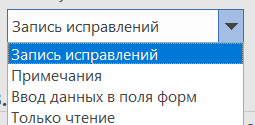 Запись исправлений
Запись исправлений
Примечания
Ввод данных в поля форм
Только чтение